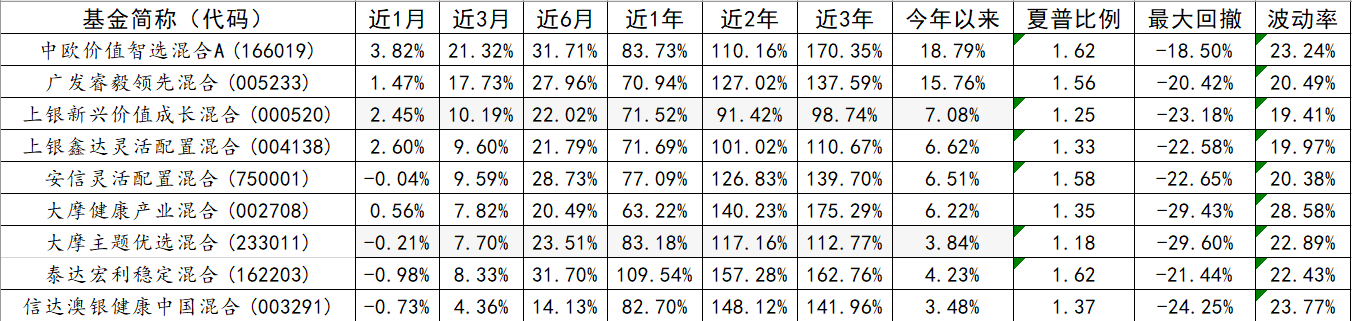 基金简称（代码） 近1月 近3月 近6月 近1年 近2年 近3年 今年以来 夏普比例 最大回撤 波动率
中欧价值智选混合A(166019) 3.82% 21.32% 31.71% 83.73% 110.16% 170.35% 18.79% 1.62 -18.50% 23.24%
广发睿毅领先混合(005233) 1.47% 17.73% 27.96% 70.94% 127.02% 137.59% 15.76% 1.56 -20.42% 20.49%
上银新兴价值成长混合(000520) 2.45% 10.19% 22.02% 71.52% 91.42% 98.74% 7.08% 1.25 -23.18% 19.41%
上银鑫达灵活配置混合(004138) 2.60% 9.60% 21.79% 71.69% 101.02% 110.67% 6.62% 1.33 -22.58% 19.97%
安信灵活配置混合(750001) -0.04% 9.59% 28.73% 77.09% 126.83% 139.70% 6.51% 1.58 -22.65% 20.38%
大摩健康产业混合(002708) 0.56% 7.82% 20.49% 63.22% 140.23% 175.29% 6.22% 1.35 -29.43% 28.58%
大摩主题优选混合(233011) -0.21% 7.70% 23.51% 83.18% 117.16% 112.77% 3.84% 1.18 -29.60% 22.89%
泰达宏利稳定混合(162203) -0.98% 8.33% 31.70% 109.54% 157.28% 162.76% 4.23% 1.62 -21.44% 22.43%
信达澳银健康中国混合(003291) -0.73% 4.36% 14.13% 82.70% 148.12% 141.96% 3.48% 1.37 -24.25% 23.77%